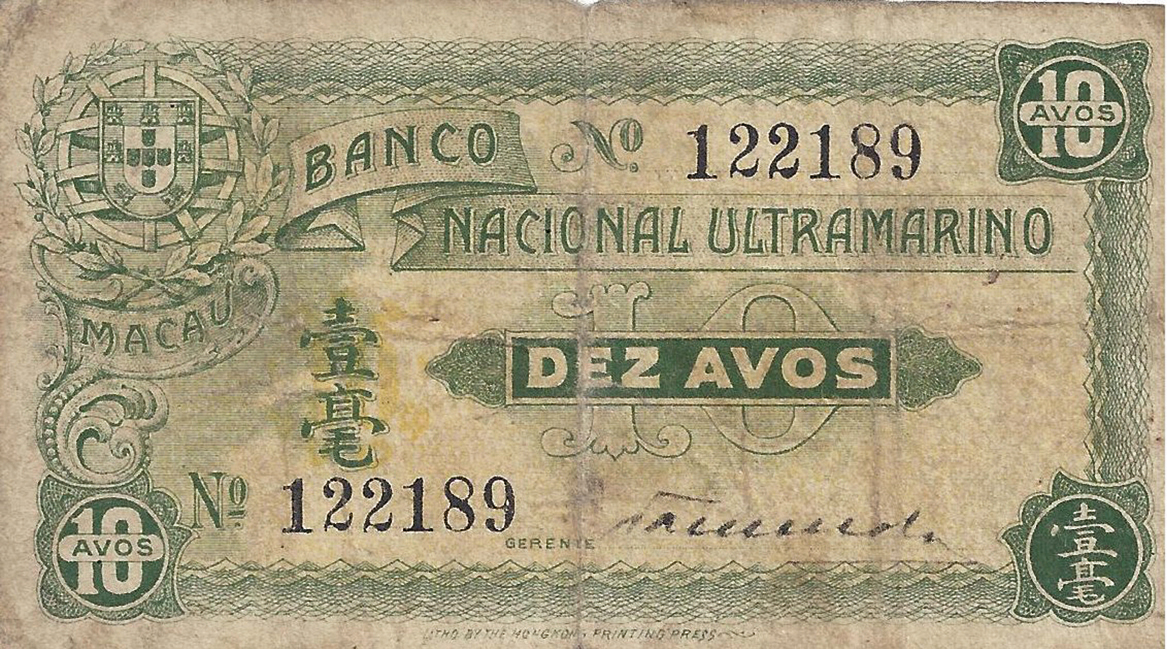 10
AVOS
BANCO
Nº 122189
NACIONAL ULTRAMARINO
MACAU
壹毫
10
DEZ AVOS
Nº 122189
GERENTE
10
AVOS
壹毫
LITHO BY THE HONGKONG PRINTING PRESS